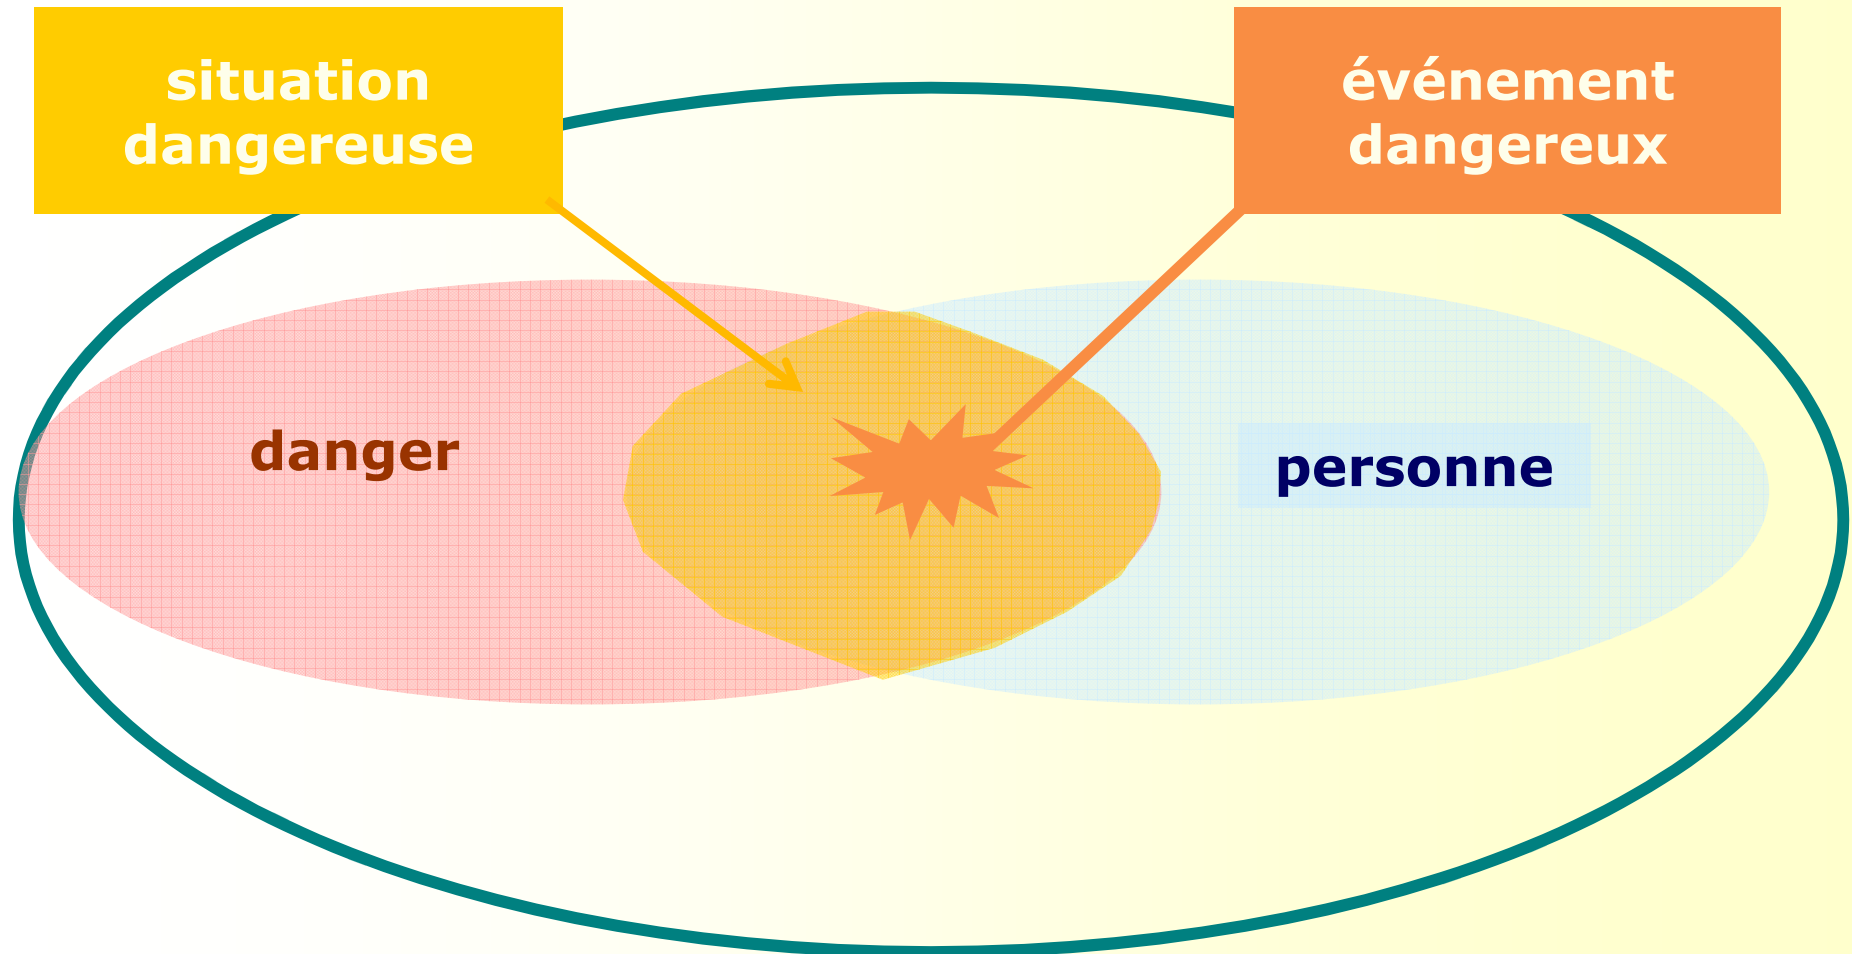 situation
dangereuse
événement
dangereux
danger
personne